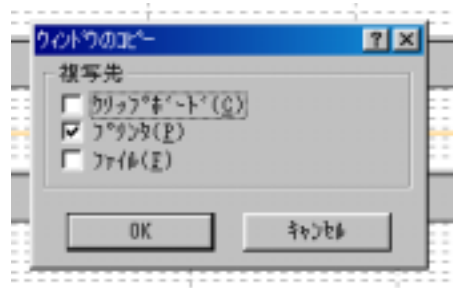 ウィンドウのコピー
複写先
クリップボード(C)
プリンタ(P)
ファイル(F)
OK
キャンセル